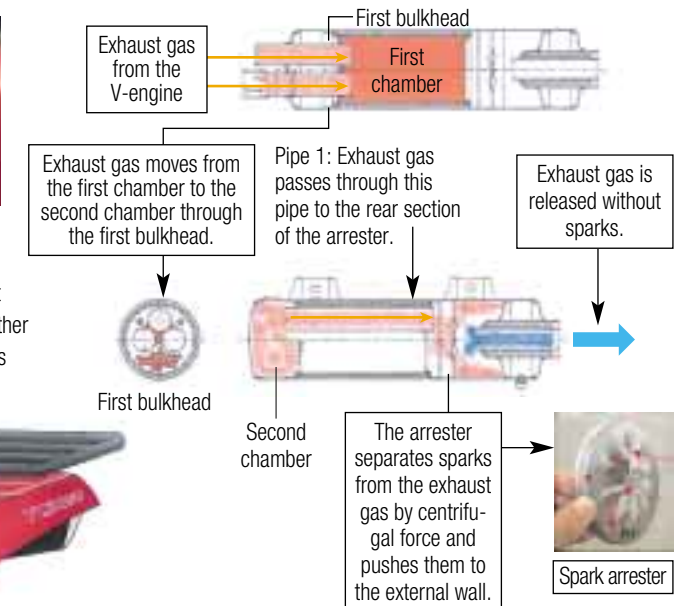 First bulkhead
Exhaust gas
from the
V-engine
First
chamber
Exhaust gas moves from
the first chamber to the
second chamber through
the first bulkhead.
Pipe 1: Exhaust gas
passes through this
pipe to the rear section
of the arrester.
Exhaust gas is
released without
sparks.
ther
s
First bulkhead
Second
chamber
The arrester
separates sparks
from the exhaust
gas by centrifu-
gal force and
pushes them to
the external wall.
Spark arrester